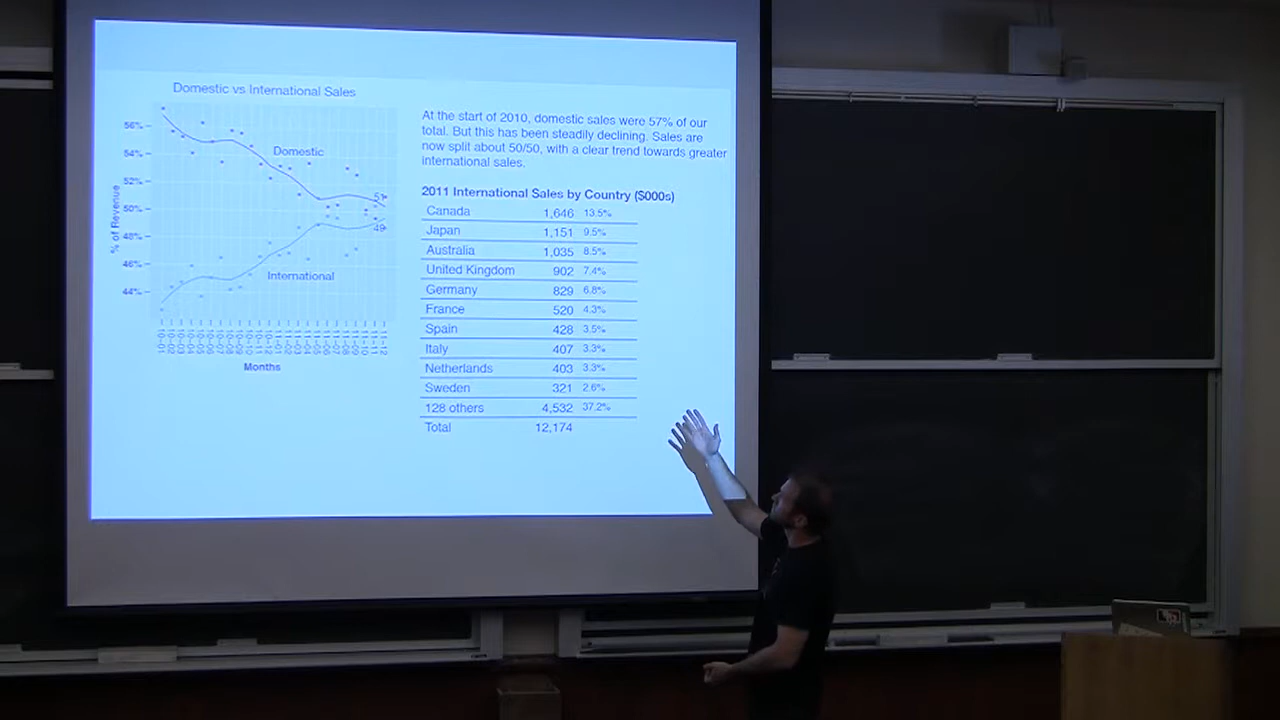 Domestic vs International Sales
56%
54%
52%
50%
48%
46%
44%
% of Revenue
Domestic
International
51
49
Months
At the start of 2010, domestic sales were 57% of our
total. But this has been steadily declining. Sales are
now split about 50/50, with a clear trend towards greater
international sales.
2011 International Sales by Country ($000s)
Canada 1,646 13.5%
Japan 1,151 9.5%
Australia 1,035 8.5%
United Kingdom 902 7.4%
Germany 829 6.8%
France 520 4.3%
Spain 428 3.5%
Italy 407 3.3%
Netherlands 403 3.3%
Sweden 321 2.6%
128 others 4,532 37.2%
Total 12,174